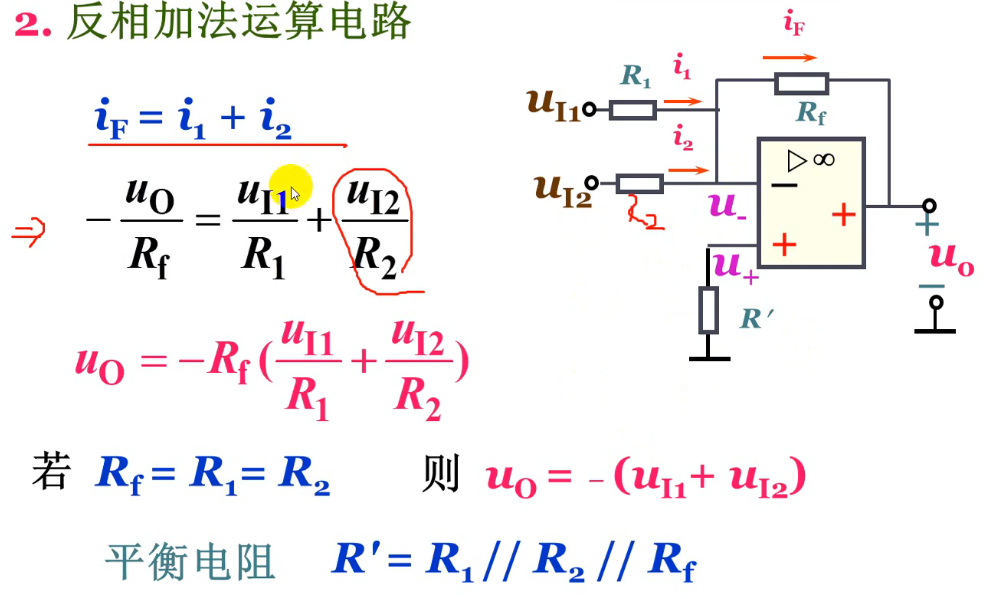 2. 反相加法运算电路
iF = i1 + i2
⇒ -uO/Rf = uI1/R1 + uI2/R2
uO = -Rf(uI1/R1 + uI2/R2)
若 Rf = R1 = R2 则 uO = -(uI1 + uI2)
平衡电阻 R′ = R1 // R2 // Rf
iF
R1 i1
uI1
Rf
i2
▷ ∞
uI2
R2
u-
−
+
+
+
u+
uo
−
R′